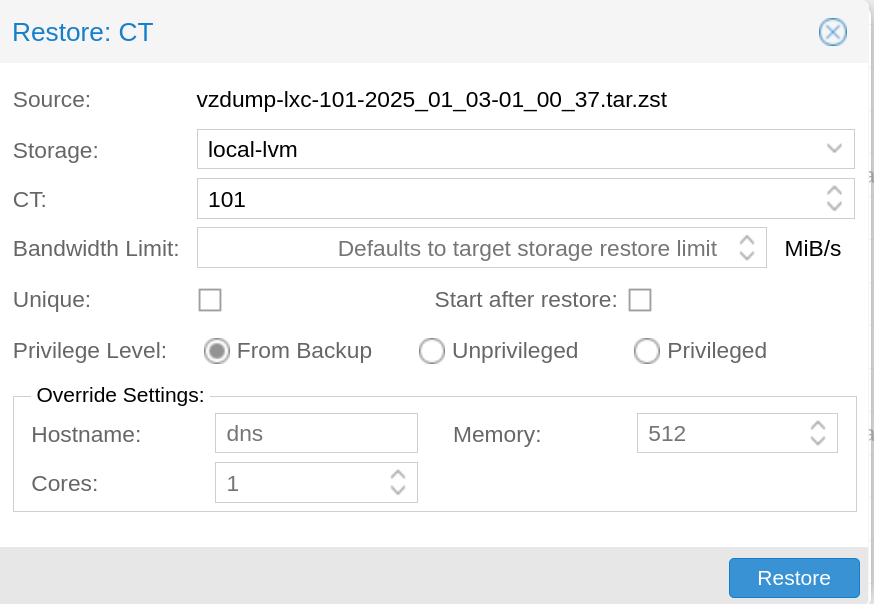 Restore: CT
Source: vzdump-lxc-101-2025_01_03-01_00_37.tar.zst
Storage: local-lvm
CT: 101
Bandwidth Limit: Defaults to target storage restore limit MiB/s
Unique: Start after restore:
Privilege Level: From Backup Unprivileged Privileged
Override Settings:
Hostname: dns Memory: 512
Cores: 1
Restore